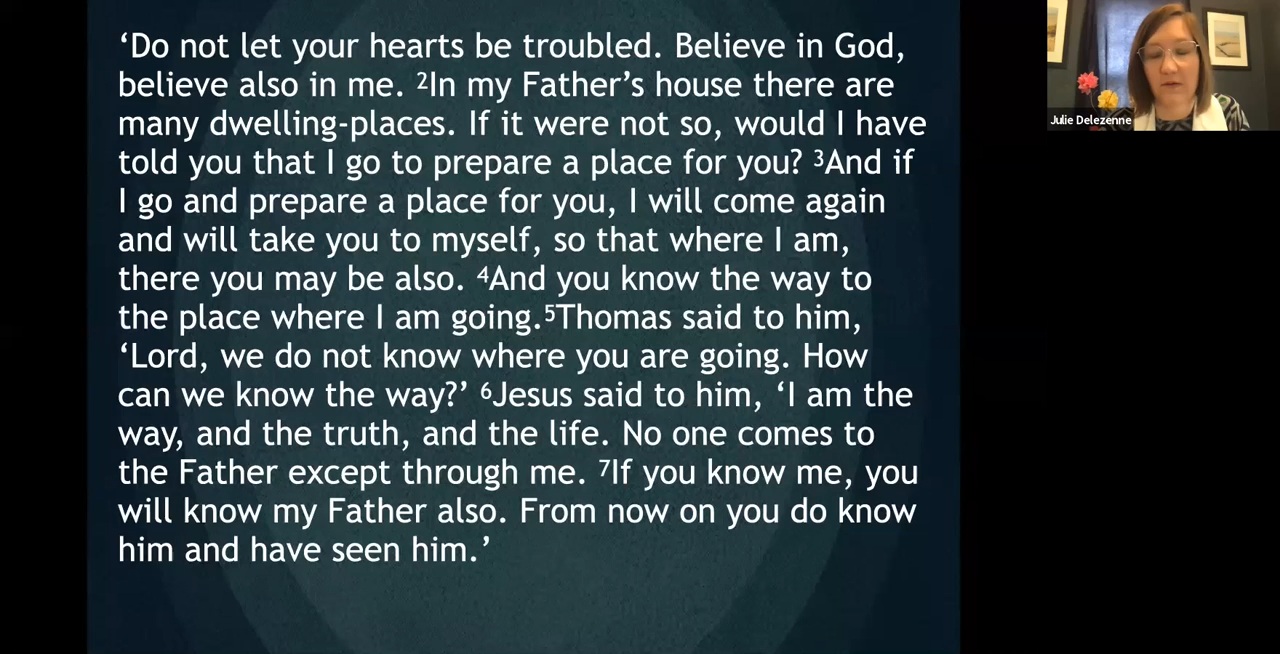 ‘Do not let your hearts be troubled. Believe in God,
believe also in me. ²In my Father’s house there are
many dwelling-places. If it were not so, would I have
told you that I go to prepare a place for you? ³And if
I go and prepare a place for you, I will come again
and will take you to myself, so that where I am,
there you may be also. ⁴And you know the way to
the place where I am going.⁵Thomas said to him,
‘Lord, we do not know where you are going. How
can we know the way?’ ⁶Jesus said to him, ‘I am the
way, and the truth, and the life. No one comes to
the Father except through me. ⁷If you know me, you
will know my Father also. From now on you do know
him and have seen him.’
Julie Delezenne